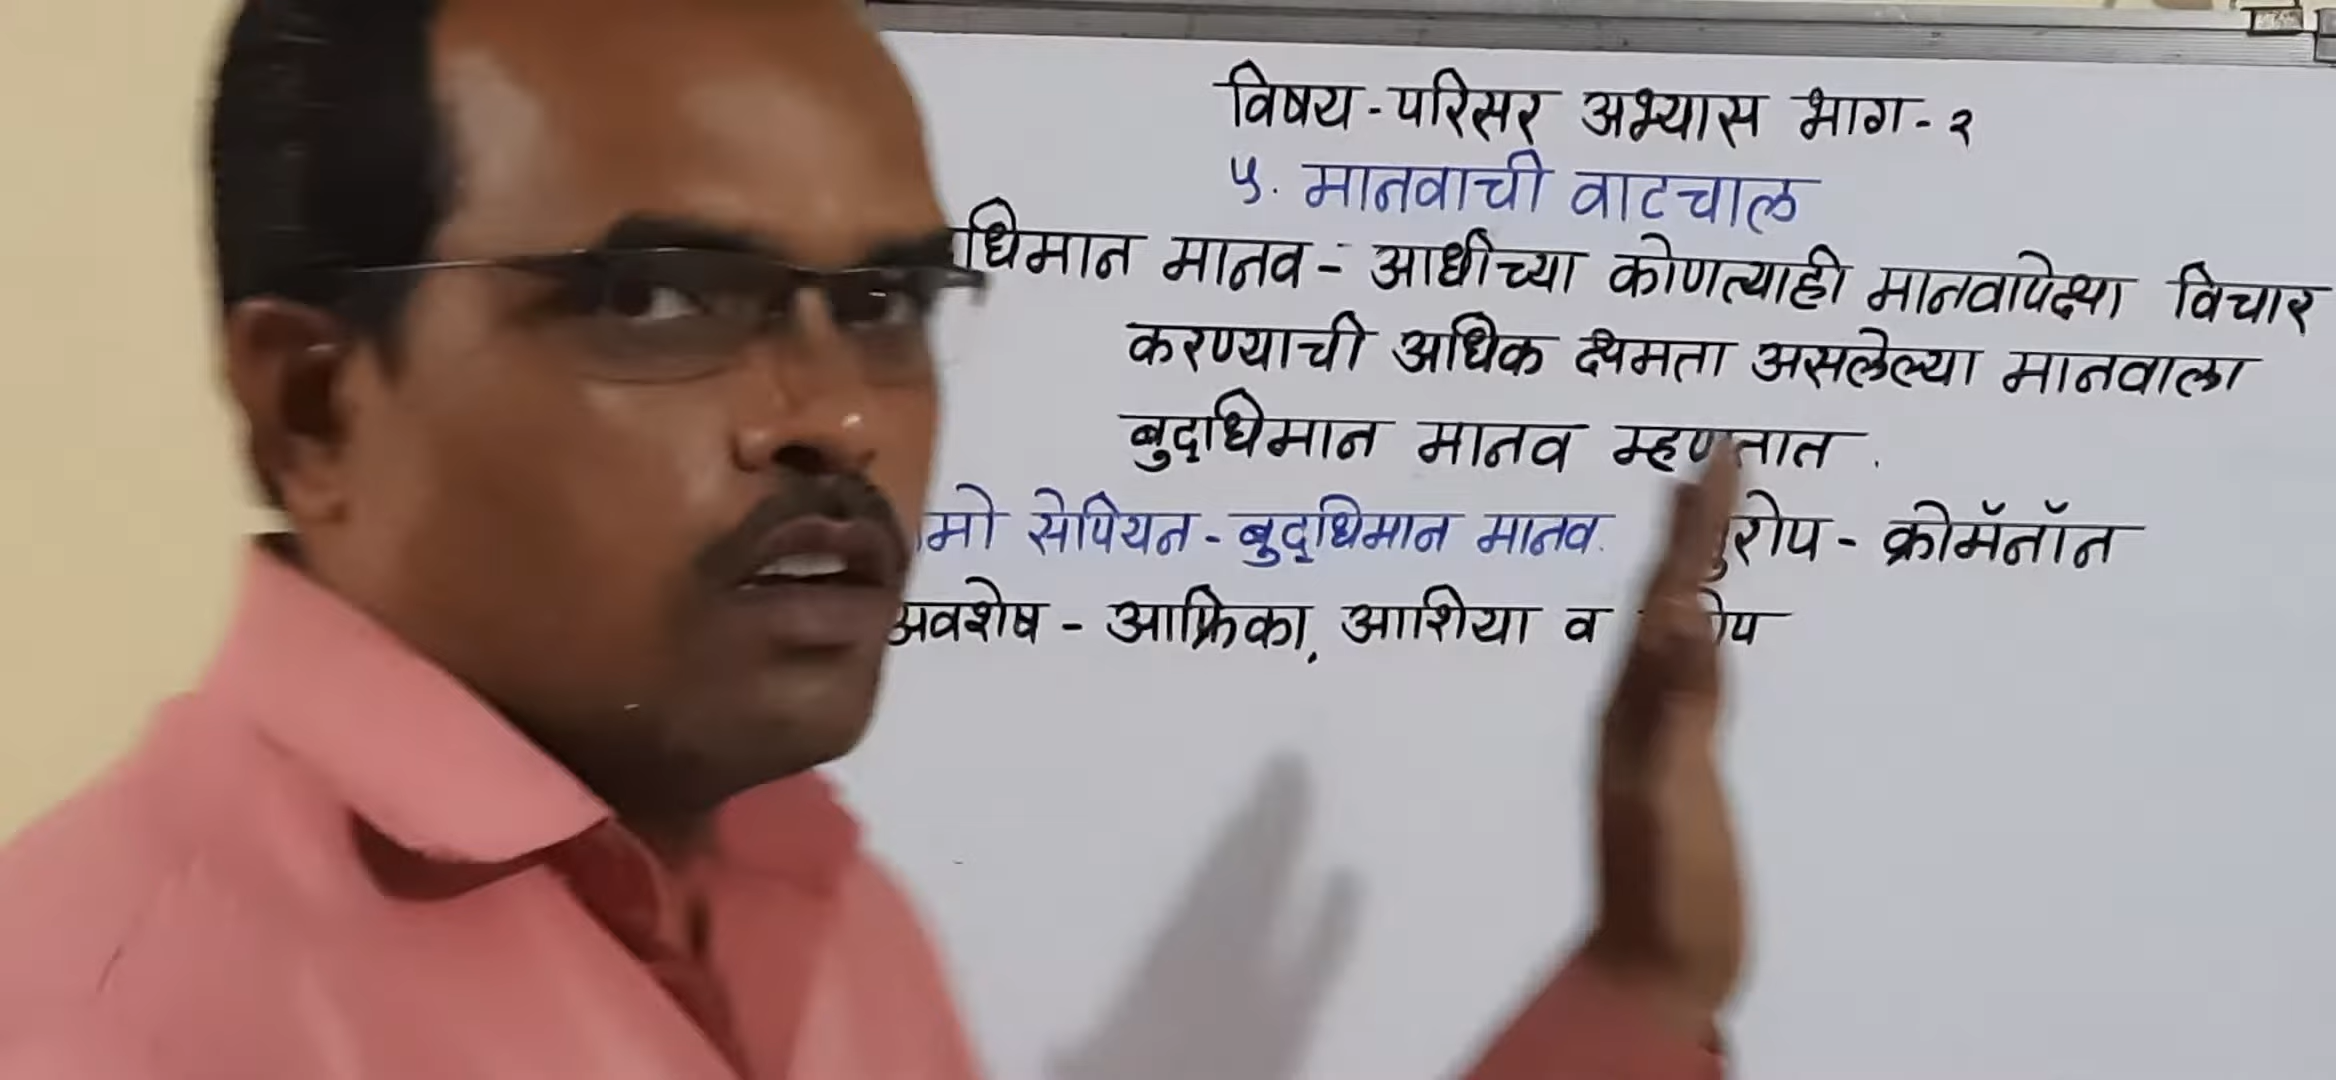 विषय - परिसर अभ्यास भाग - २
५. मानवाची वाटचाल
मानव - आधीच्या कोणत्याही मानवापेक्षा विचार
करण्याची अधिक क्षमता असलेल्या मानवाला
बुद्धिमान मानव म्हणतात.
सेपियन - बुद्धिमान मानव. - क्रोमॅनॉन
अवशेष - आफ्रिका, आशिया व